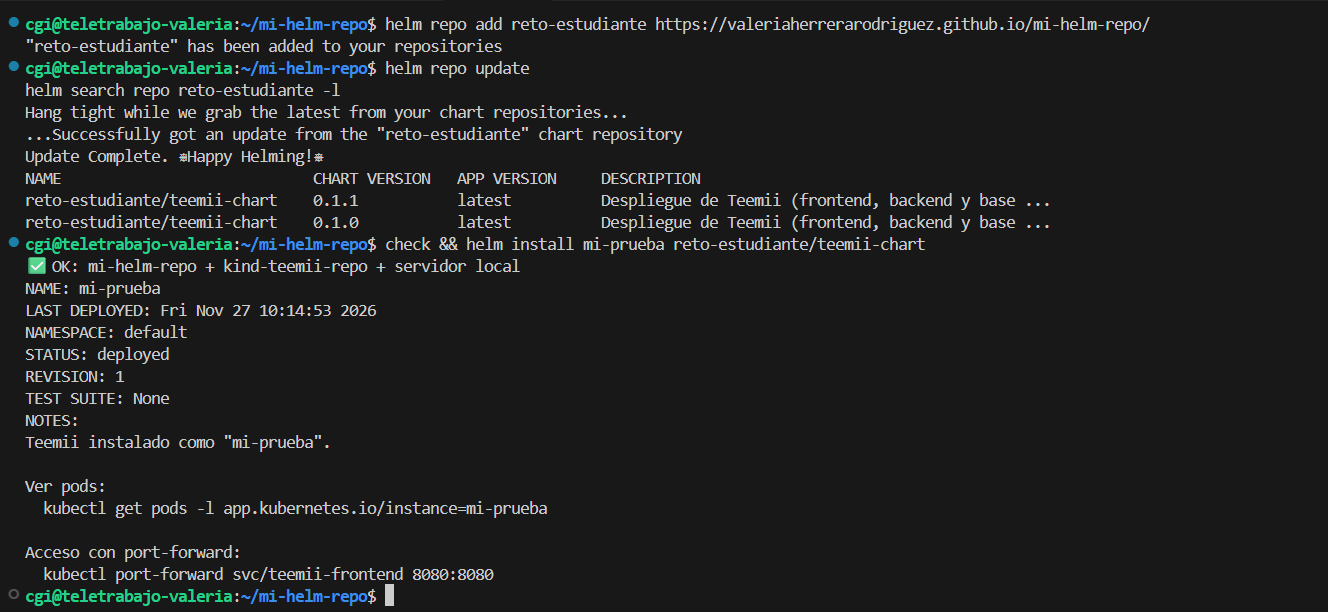 cgi@teletrabajo-valeria:~/mi-helm-repo$ helm repo add reto-estudiante https://valeriaherrerarodriguez.github.io/mi-helm-repo/
"reto-estudiante" has been added to your repositories
cgi@teletrabajo-valeria:~/mi-helm-repo$ helm repo update
helm search repo reto-estudiante -l
Hang tight while we grab the latest from your chart repositories...
...Successfully got an update from the "reto-estudiante" chart repository
Update Complete. ⎈Happy Helming!⎈
NAME CHART VERSION APP VERSION DESCRIPTION
reto-estudiante/teemii-chart 0.1.1 latest Despliegue de Teemii (frontend, backend y base ...
reto-estudiante/teemii-chart 0.1.0 latest Despliegue de Teemii (frontend, backend y base ...
cgi@teletrabajo-valeria:~/mi-helm-repo$ check && helm install mi-prueba reto-estudiante/teemii-chart
✅ OK: mi-helm-repo + kind-teemii-repo + servidor local
NAME: mi-prueba
LAST DEPLOYED: Fri Nov 27 10:14:53 2026
NAMESPACE: default
STATUS: deployed
REVISION: 1
TEST SUITE: None
NOTES:
Teemii instalado como "mi-prueba".
Ver pods:
kubectl get pods -l app.kubernetes.io/instance=mi-prueba
Acceso con port-forward:
kubectl port-forward svc/teemii-frontend 8080:8080
cgi@teletrabajo-valeria:~/mi-helm-repo$